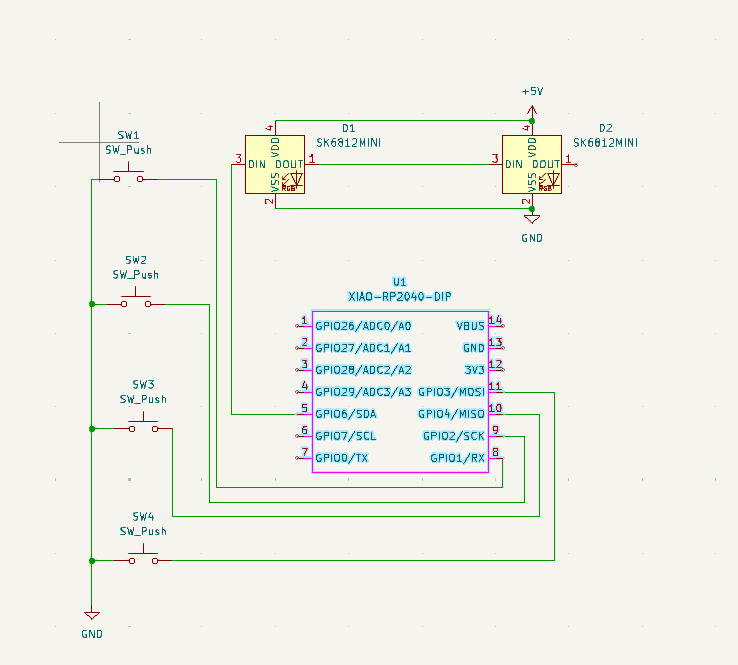 +5V
D1
SK6812MINI
D2
SK6812MINI
SW1
SW_Push
4
VDD
3
DIN
DOUT
1
VSS
RGB
2
4
VDD
3
DIN
DOUT
1
VSS
RGB
2
GND
SW2
SW_Push
U1
XIAO-RP2040-DIP
1
GPIO26/ADC0/A0
VBUS
14
2
GPIO27/ADC1/A1
GND
13
3
GPIO28/ADC2/A2
3V3
12
4
GPIO29/ADC3/A3
GPIO3/MOSI
11
5
GPIO6/SDA
GPIO4/MISO
10
6
GPIO7/SCL
GPIO2/SCK
9
7
GPIO0/TX
GPIO1/RX
8
SW3
SW_Push
SW4
SW_Push
GND